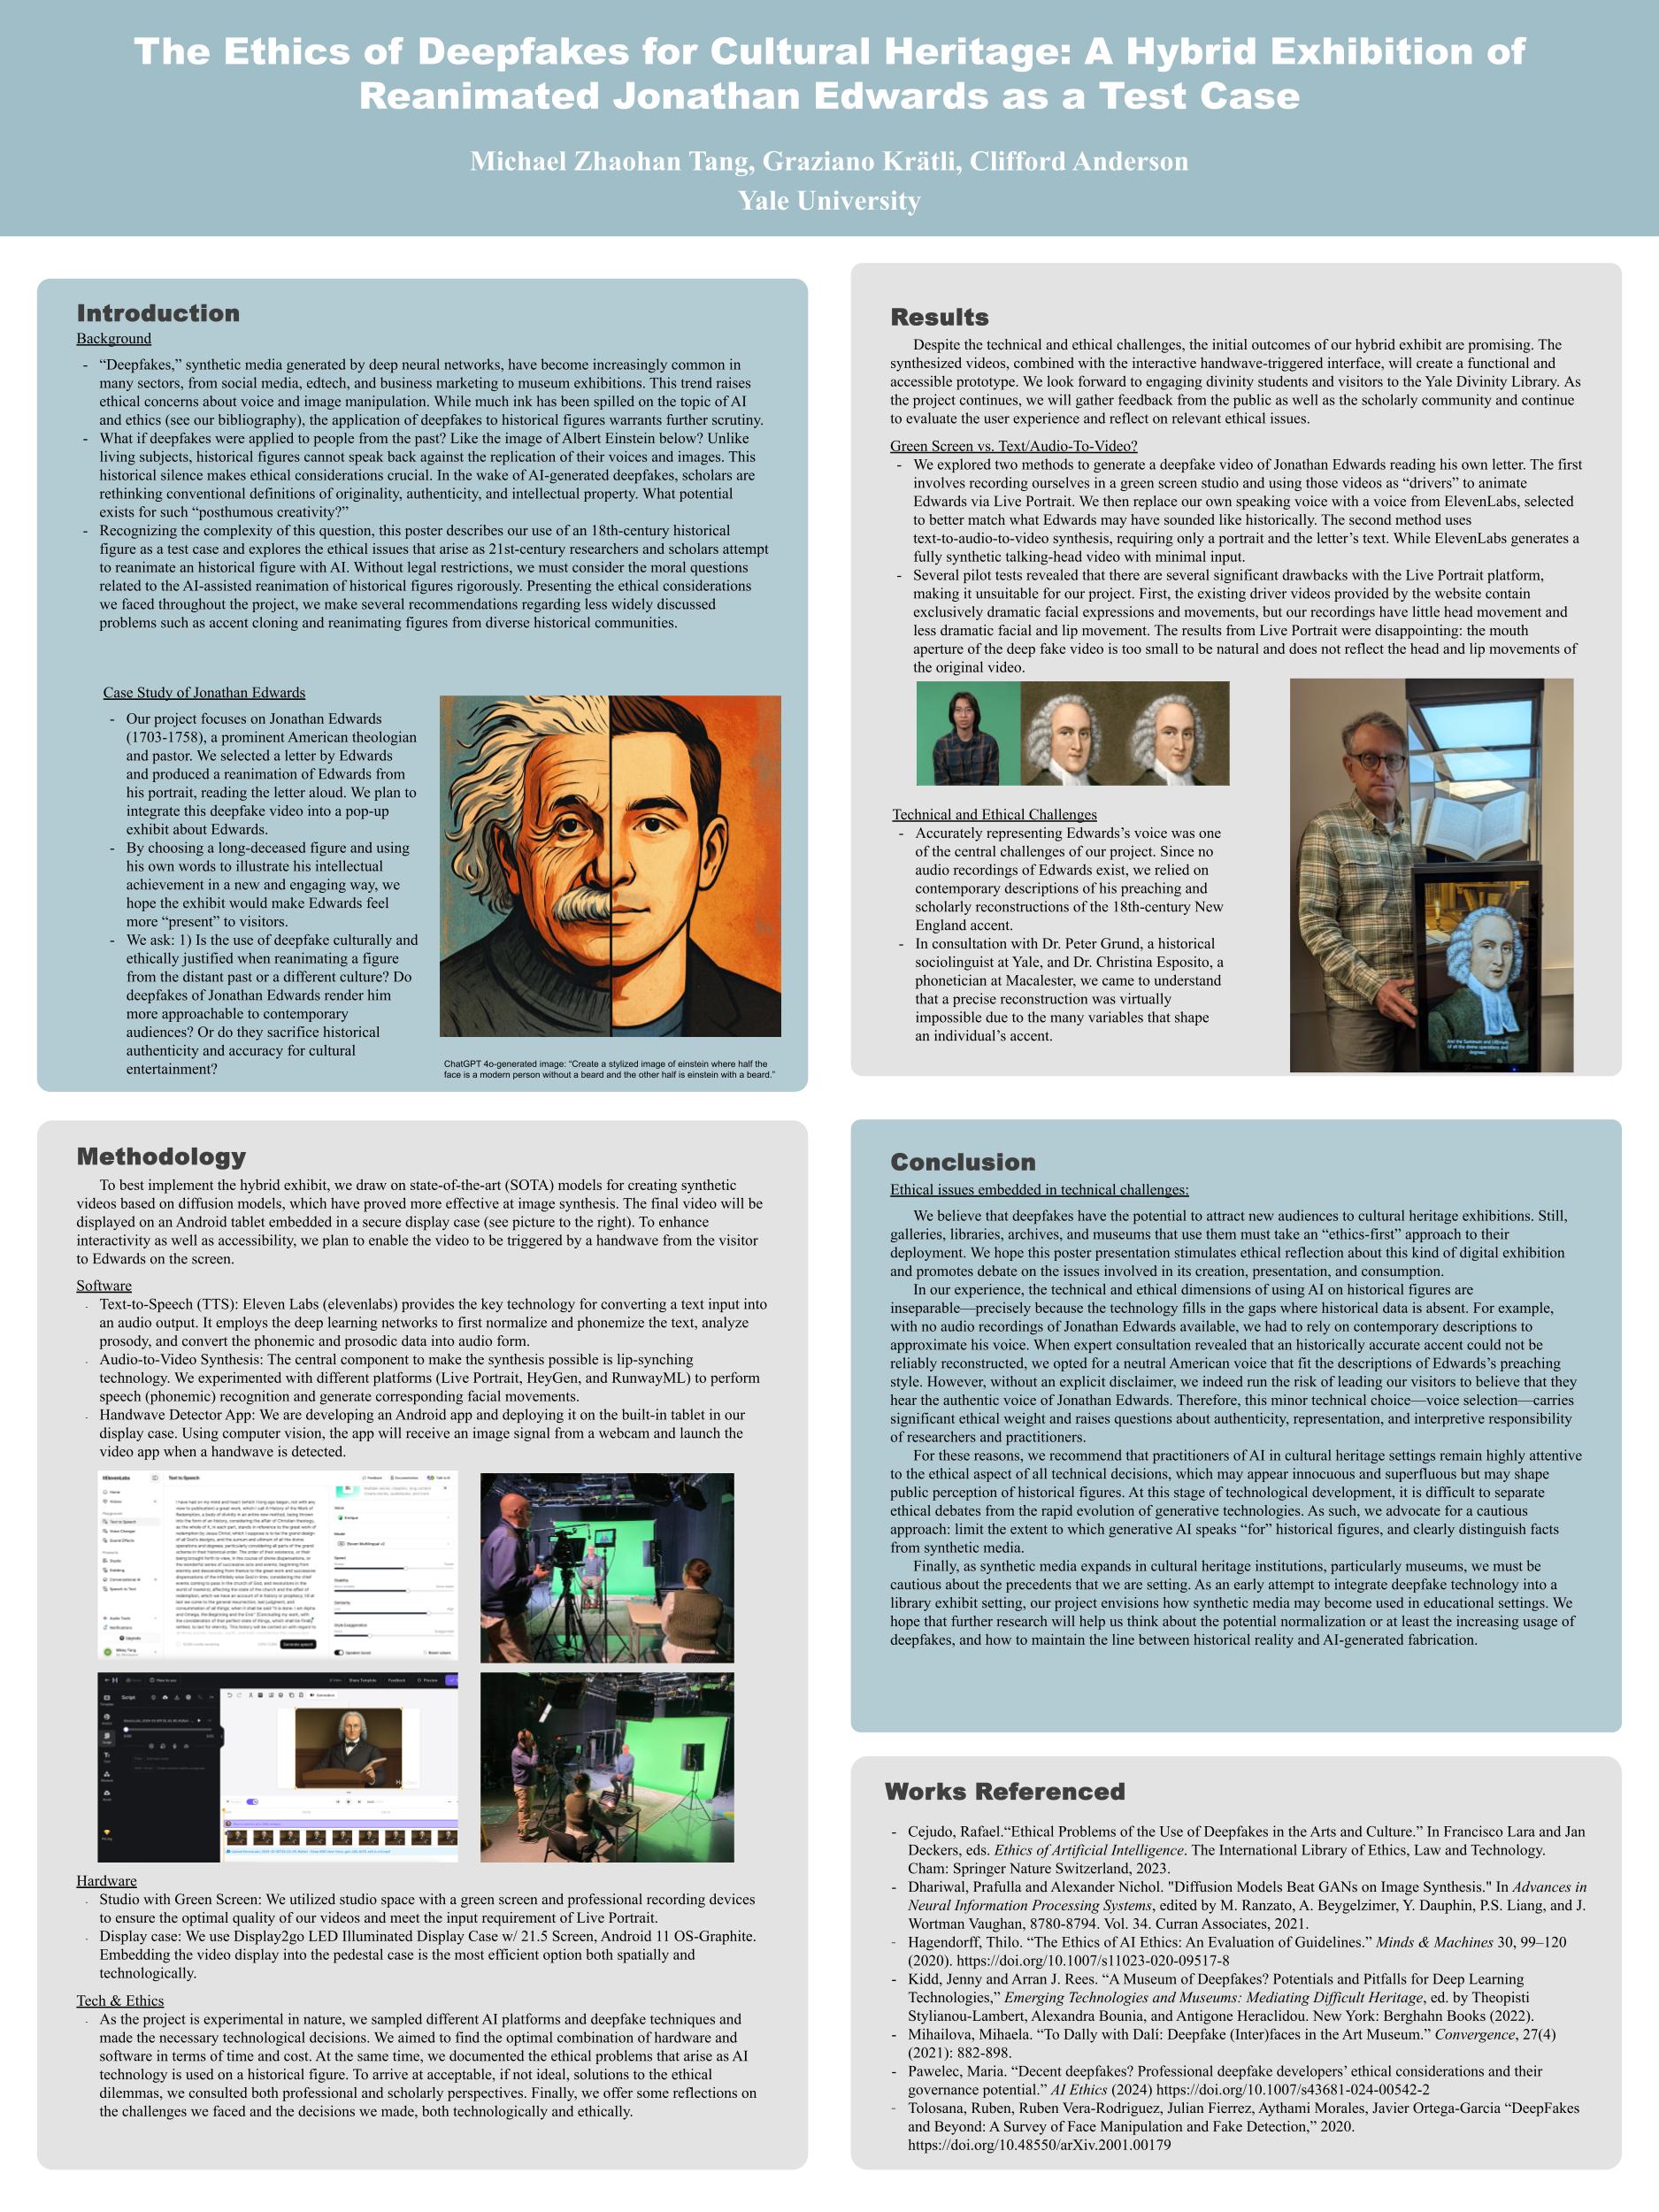 The Ethics of Deepfakes for Cultural Heritage: A Hybrid Exhibition of
Reanimated Jonathan Edwards as a Test Case
Michael Zhaohan Tang, Graziano Krätli, Clifford Anderson
Yale University
Introduction
Background
- “Deepfakes,” synthetic media generated by deep neural networks, have become increasingly common in
many sectors, from social media, edtech, and business marketing to museum exhibitions. This trend raises
ethical concerns about voice and image manipulation. While much ink has been spilled on the topic of AI
and ethics (see our bibliography), the application of deepfakes to historical figures warrants further scrutiny.
- What if deepfakes were applied to people from the past? Like the image of Albert Einstein below? Unlike
living subjects, historical figures cannot speak back against the replication of their voices and images. This
historical silence makes ethical considerations crucial. In the wake of AI-generated deepfakes, scholars are
rethinking conventional definitions of originality, authenticity, and intellectual property. What potential
exists for such “posthumous creativity?”
- Recognizing the complexity of this question, this poster describes our use of an 18th-century historical
figure as a test case and explores the ethical issues that arise as 21st-century researchers and scholars attempt
to reanimate an historical figure with AI. Without legal restrictions, we must consider the moral questions
related to the AI-assisted reanimation of historical figures rigorously. Presenting the ethical considerations
we faced throughout the project, we make several recommendations regarding less widely discussed
problems such as accent cloning and reanimating figures from diverse historical communities.
Case Study of Jonathan Edwards
- Our project focuses on Jonathan Edwards
(1703-1758), a prominent American theologian
and pastor. We selected a letter by Edwards
and produced a reanimation of Edwards from
his portrait, reading the letter aloud. We plan to
integrate this deepfake video into a pop-up
exhibit about Edwards.
- By choosing a long-deceased figure and using
his own words to illustrate his intellectual
achievement in a new and engaging way, we
hope the exhibit would make Edwards feel
more “present” to visitors.
- We ask: 1) Is the use of deepfake culturally and
ethically justified when reanimating a figure
from the distant past or a different culture? Do
deepfakes of Jonathan Edwards render him
more approachable to contemporary
audiences? Or do they sacrifice historical
authenticity and accuracy for cultural
entertainment?
ChatGPT 4o-generated image: “Create a stylized image of einstein where half the
face is a modern person without a beard and the other half is einstein with a beard.”
Methodology
To best implement the hybrid exhibit, we draw on state-of-the-art (SOTA) models for creating synthetic
videos based on diffusion models, which have proved more effective at image synthesis. The final video will be
displayed on an Android tablet embedded in a secure display case (see picture to the right). To enhance
interactivity as well as accessibility, we plan to enable the video to be triggered by a handwave from the visitor
to Edwards on the screen.
Software
- Text-to-Speech (TTS): Eleven Labs (elevenlabs) provides the key technology for converting a text input into
an audio output. It employs the deep learning networks to first normalize and phonemize the text, analyze
prosody, and convert the phonemic and prosodic data into audio form.
- Audio-to-Video Synthesis: The central component to make the synthesis possible is lip-synching
technology. We experimented with different platforms (Live Portrait, HeyGen, and RunwayML) to perform
speech (phonemic) recognition and generate corresponding facial movements.
- Handwave Detector App: We are developing an Android app and deploying it on the built-in tablet in our
display case. Using computer vision, the app will receive an image signal from a webcam and launch the
video app when a handwave is detected.
ElevenLabs
Text to Speech
Hardware
- Studio with Green Screen: We utilized studio space with a green screen and professional recording devices
to ensure the optimal quality of our videos and meet the input requirement of Live Portrait.
- Display case: We use Display2go LED Illuminated Display Case w/ 21.5 Screen, Android 11 OS-Graphite.
Embedding the video display into the pedestal case is the most efficient option both spatially and
technologically.
Tech & Ethics
- As the project is experimental in nature, we sampled different AI platforms and deepfake techniques and
made the necessary technological decisions. We aimed to find the optimal combination of hardware and
software in terms of time and cost. At the same time, we documented the ethical problems that arise as AI
technology is used on a historical figure. To arrive at acceptable, if not ideal, solutions to the ethical
dilemmas, we consulted both professional and scholarly perspectives. Finally, we offer some reflections on
the challenges we faced and the decisions we made, both technologically and ethically.
Results
Despite the technical and ethical challenges, the initial outcomes of our hybrid exhibit are promising. The
synthesized videos, combined with the interactive handwave-triggered interface, will create a functional and
accessible prototype. We look forward to engaging divinity students and visitors to the Yale Divinity Library. As
the project continues, we will gather feedback from the public as well as the scholarly community and continue
to evaluate the user experience and reflect on relevant ethical issues.
Green Screen vs. Text/Audio-To-Video?
- We explored two methods to generate a deepfake video of Jonathan Edwards reading his own letter. The first
involves recording ourselves in a green screen studio and using those videos as “drivers” to animate
Edwards via Live Portrait. We then replace our own speaking voice with a voice from ElevenLabs, selected
to better match what Edwards may have sounded like historically. The second method uses
text-to-audio-to-video synthesis, requiring only a portrait and the letter’s text. While ElevenLabs generates a
fully synthetic talking-head video with minimal input.
- Several pilot tests revealed that there are several significant drawbacks with the Live Portrait platform,
making it unsuitable for our project. First, the existing driver videos provided by the website contain
exclusively dramatic facial expressions and movements, but our recordings have little head movement and
less dramatic facial and lip movement. The results from Live Portrait were disappointing: the mouth
aperture of the deep fake video is too small to be natural and does not reflect the head and lip movements of
the original video.
Technical and Ethical Challenges
- Accurately representing Edwards’s voice was one
of the central challenges of our project. Since no
audio recordings of Edwards exist, we relied on
contemporary descriptions of his preaching and
scholarly reconstructions of the 18th-century New
England accent.
- In consultation with Dr. Peter Grund, a historical
sociolinguist at Yale, and Dr. Christina Esposito, a
phonetician at Macalester, we came to understand
that a precise reconstruction was virtually
impossible due to the many variables that shape
an individual’s accent.
Conclusion
Ethical issues embedded in technical challenges:
We believe that deepfakes have the potential to attract new audiences to cultural heritage exhibitions. Still,
galleries, libraries, archives, and museums that use them must take an “ethics-first” approach to their
deployment. We hope this poster presentation stimulates ethical reflection about this kind of digital exhibition
and promotes debate on the issues involved in its creation, presentation, and consumption.
In our experience, the technical and ethical dimensions of using AI on historical figures are
inseparable—precisely because the technology fills in the gaps where historical data is absent. For example,
with no audio recordings of Jonathan Edwards available, we had to rely on contemporary descriptions to
approximate his voice. When expert consultation revealed that an historically accurate accent could not be
reliably reconstructed, we opted for a neutral American voice that fit the descriptions of Edwards’s preaching
style. However, without an explicit disclaimer, we indeed run the risk of leading our visitors to believe that they
hear the authentic voice of Jonathan Edwards. Therefore, this minor technical choice—voice selection—carries
significant ethical weight and raises questions about authenticity, representation, and interpretive responsibility
of researchers and practitioners.
For these reasons, we recommend that practitioners of AI in cultural heritage settings remain highly attentive
to the ethical aspect of all technical decisions, which may appear innocuous and superfluous but may shape
public perception of historical figures. At this stage of technological development, it is difficult to separate
ethical debates from the rapid evolution of generative technologies. As such, we advocate for a cautious
approach: limit the extent to which generative AI speaks “for” historical figures, and clearly distinguish facts
from synthetic media.
Finally, as synthetic media expands in cultural heritage institutions, particularly museums, we must be
cautious about the precedents that we are setting. As an early attempt to integrate deepfake technology into a
library exhibit setting, our project envisions how synthetic media may become used in educational settings. We
hope that further research will help us think about the potential normalization or at least the increasing usage of
deepfakes, and how to maintain the line between historical reality and AI-generated fabrication.
Works Referenced
- Cejudo, Rafael.“Ethical Problems of the Use of Deepfakes in the Arts and Culture.” In Francisco Lara and Jan
Deckers, eds. Ethics of Artificial Intelligence. The International Library of Ethics, Law and Technology.
Cham: Springer Nature Switzerland, 2023.
- Dhariwal, Prafulla and Alexander Nichol. "Diffusion Models Beat GANs on Image Synthesis." In Advances in
Neural Information Processing Systems, edited by M. Ranzato, A. Beygelzimer, Y. Dauphin, P.S. Liang, and J.
Wortman Vaughan, 8780-8794. Vol. 34. Curran Associates, 2021.
- Hagendorff, Thilo. “The Ethics of AI Ethics: An Evaluation of Guidelines.” Minds & Machines 30, 99–120
(2020). https://doi.org/10.1007/s11023-020-09517-8
- Kidd, Jenny and Arran J. Rees. “A Museum of Deepfakes? Potentials and Pitfalls for Deep Learning
Technologies,” Emerging Technologies and Museums: Mediating Difficult Heritage, ed. by Theopisti
Stylianou-Lambert, Alexandra Bounia, and Antigone Heraclidou. New York: Berghahn Books (2022).
- Mihailova, Mihaela. “To Dally with Dalí: Deepfake (Inter)faces in the Art Museum.” Convergence, 27(4)
(2021): 882-898.
- Pawelec, Maria. “Decent deepfakes? Professional deepfake developers’ ethical considerations and their
governance potential.” AI Ethics (2024) https://doi.org/10.1007/s43681-024-00542-2
- Tolosana, Ruben, Ruben Vera-Rodriguez, Julian Fierrez, Aythami Morales, Javier Ortega-Garcia “DeepFakes
and Beyond: A Survey of Face Manipulation and Fake Detection,” 2020.
https://doi.org/10.48550/arXiv.2001.00179